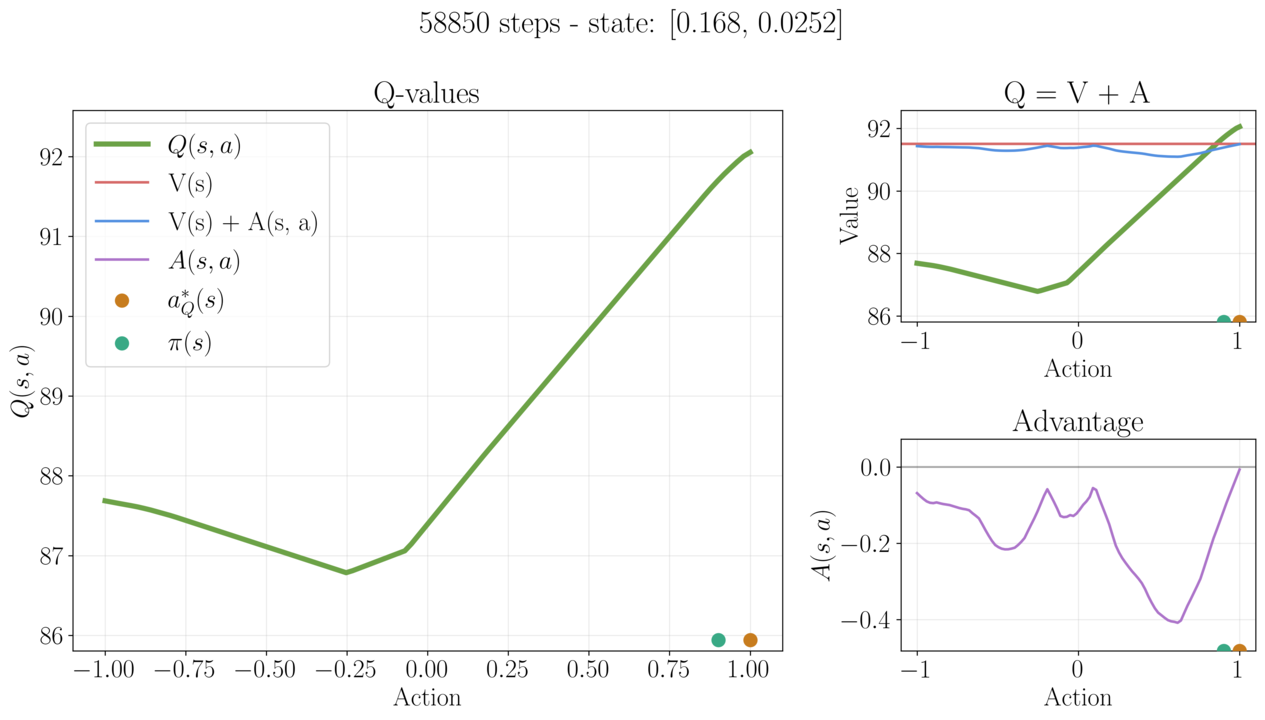 58850 steps - state: [0.168, 0.0252]
Q-values
Q(s, a)
V(s)
V(s) + A(s, a)
A(s, a)
a*Q(s)
π(s)
Q(s, a)
92
91
90
89
88
87
86
−1.00 −0.75 −0.50 −0.25 0.00 0.25 0.50 0.75 1.00
Action
Q = V + A
Value
92
90
88
86
−1 0 1
Action
Advantage
A(s, a)
0.0
−0.2
−0.4
−1 0 1
Action